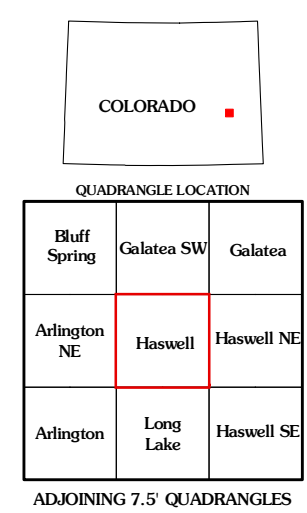 COLORADO
QUADRANGLE LOCATION
Bluff
Spring
Galatea SW
Galatea
Arlington
NE
Haswell
Haswell NE
Arlington
Long
Lake
Haswell SE
ADJOINING 7.5' QUADRANGLES